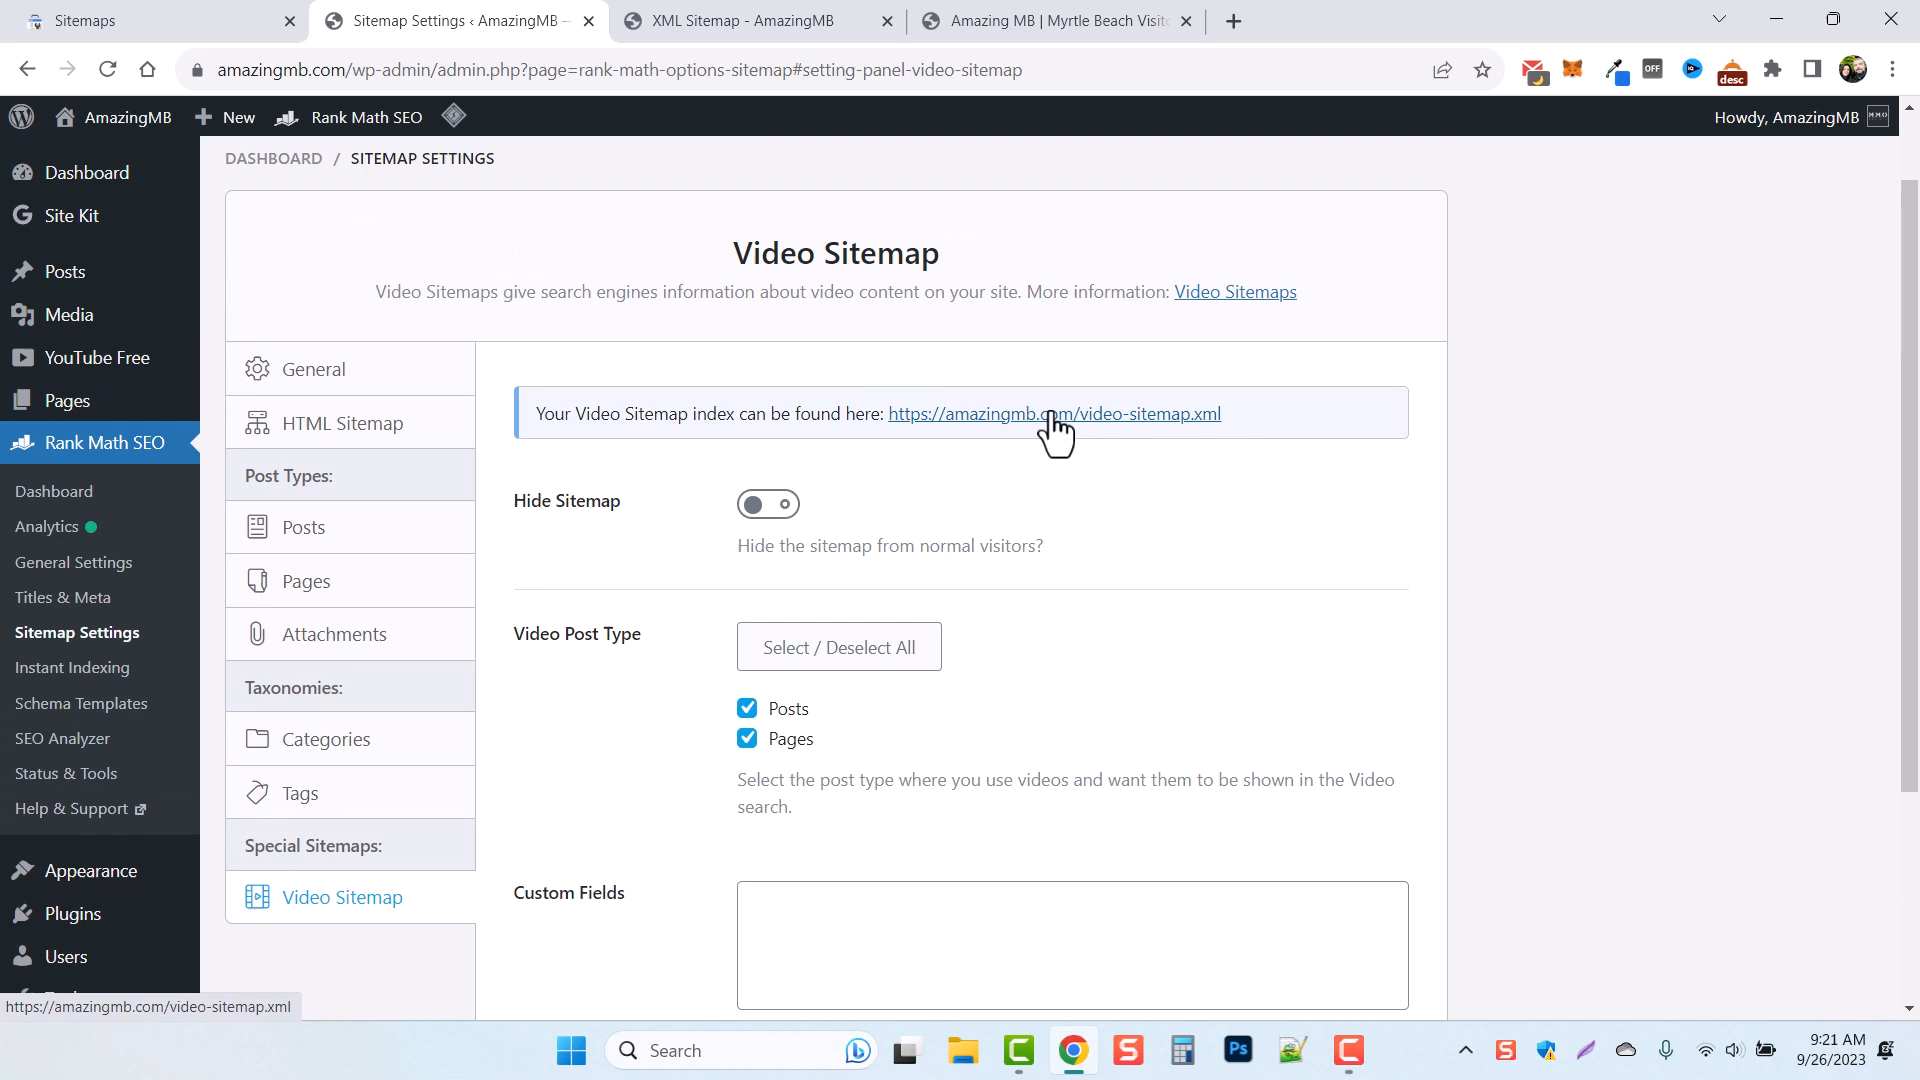 Sitemaps
Sitemap Settings ‹ AmazingMB —
XML Sitemap - AmazingMB
Amazing MB | Myrtle Beach Visit
amazingmb.com/wp-admin/admin.php?page=rank-math-options-sitemap#setting-panel-video-sitemap
OFF
desc
AmazingMB
New
Rank Math SEO
Howdy, AmazingMB
DASHBOARD / SITEMAP SETTINGS
Dashboard
Site Kit
Posts
Media
YouTube Free
Pages
Rank Math SEO
Dashboard
Analytics
General Settings
Titles & Meta
Sitemap Settings
Instant Indexing
Schema Templates
SEO Analyzer
Status & Tools
Help & Support
Appearance
Plugins
Users
https://amazingmb.com/video-sitemap.xml
Video Sitemap
Video Sitemaps give search engines information about video content on your site. More information: Video Sitemaps
General
HTML Sitemap
Post Types:
Posts
Pages
Attachments
Taxonomies:
Categories
Tags
Special Sitemaps:
Video Sitemap
Your Video Sitemap index can be found here: https://amazingmb.com/video-sitemap.xml
Hide Sitemap
Hide the sitemap from normal visitors?
Video Post Type
Select / Deselect All
Posts
Pages
Select the post type where you use videos and want them to be shown in the Video
search.
Custom Fields
Search
Ps
9:21 AM
9/26/2023